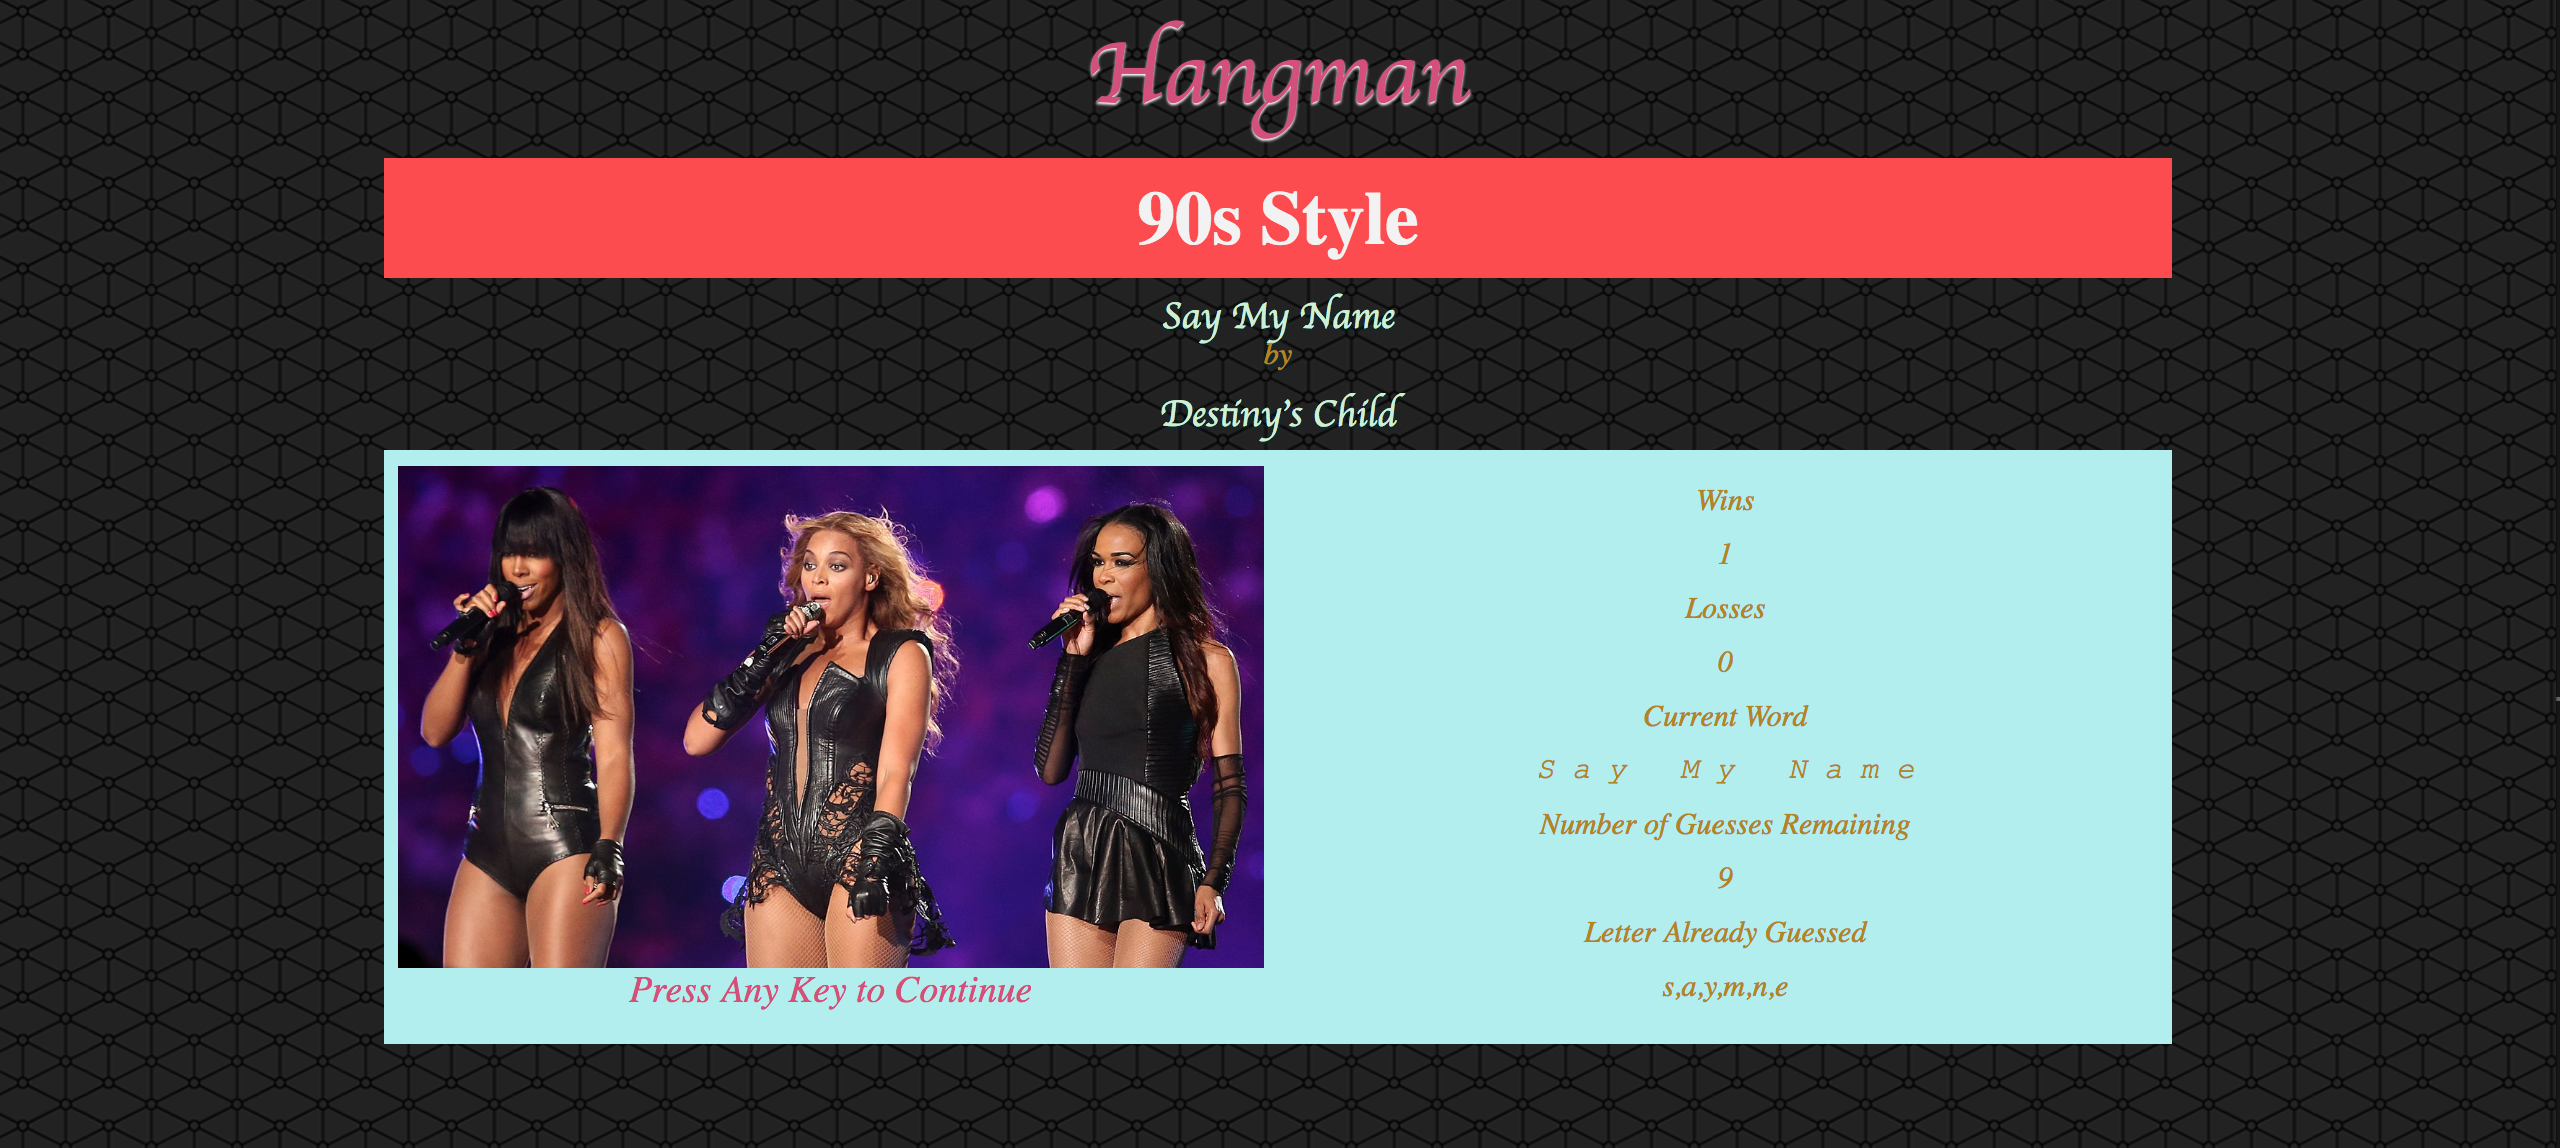 Hangman
90s Style
Say My Name
by
Destiny's Child
Wins
1
Losses
0
Current Word
S a y   M y   N a m e
Number of Guesses Remaining
9
Letter Already Guessed
s,a,y,m,n,e
Press Any Key to Continue